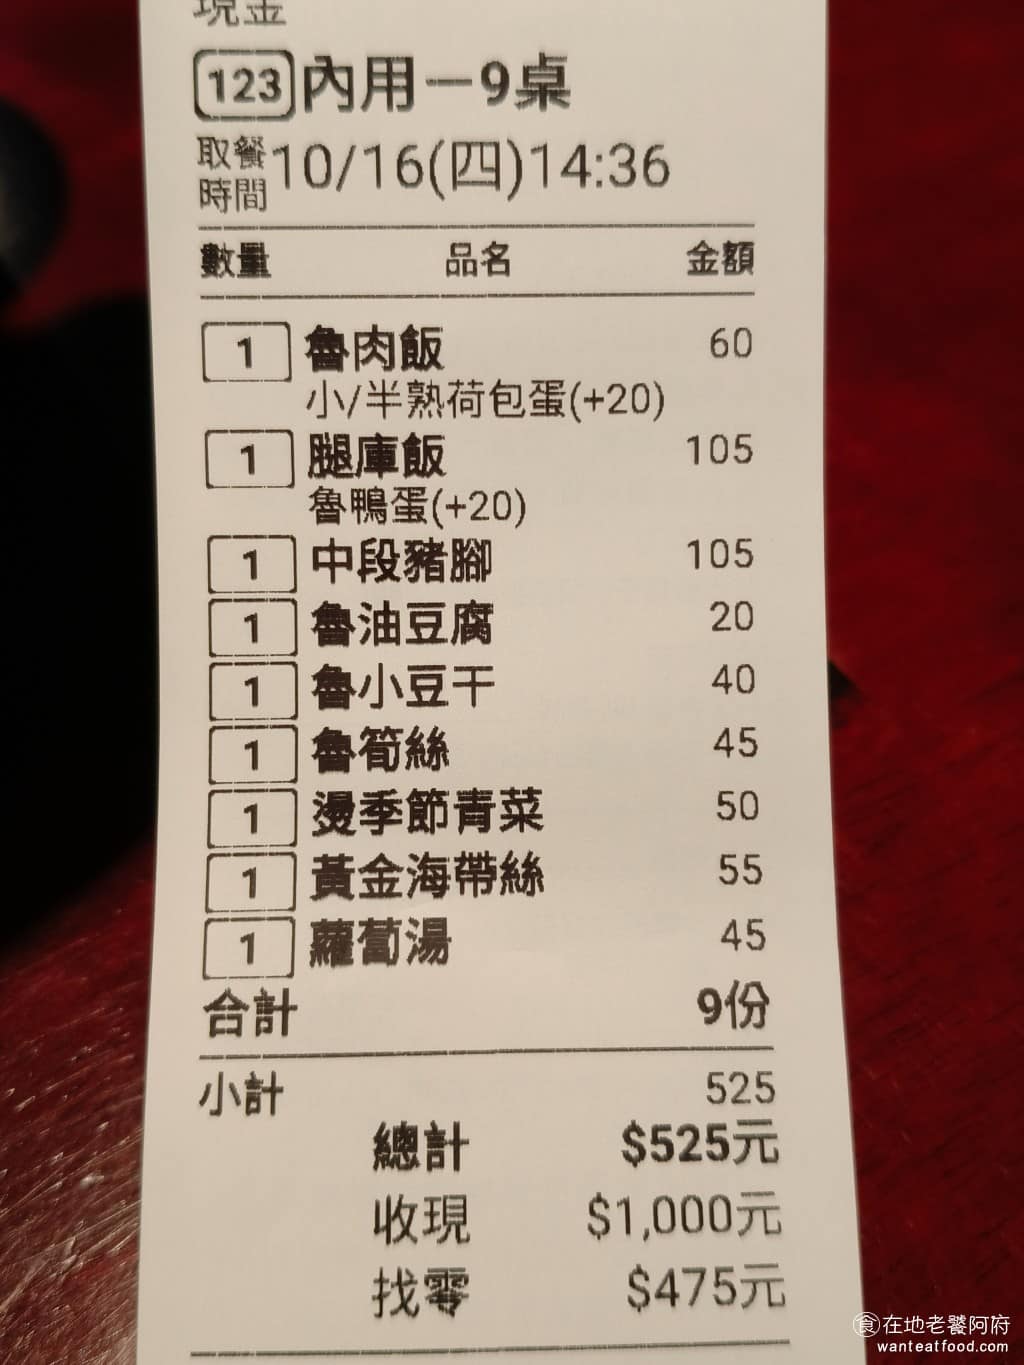 現金
123 內用－9桌
取餐時間 10/16(四)14:36
數量 品名 金額
1 魯肉飯 60
小/半熟荷包蛋(+20)
1 腿庫飯 105
魯鴨蛋(+20)
1 中段豬腳 105
1 魯油豆腐 20
1 魯小豆干 40
1 魯筍絲 45
1 燙季節青菜 50
1 黃金海帶絲 55
1 蘿蔔湯 45
合計 9份
小計 525
總計 $525元
收現 $1,000元
找零 $475元
食在地老饕阿府
wanteatfood.com